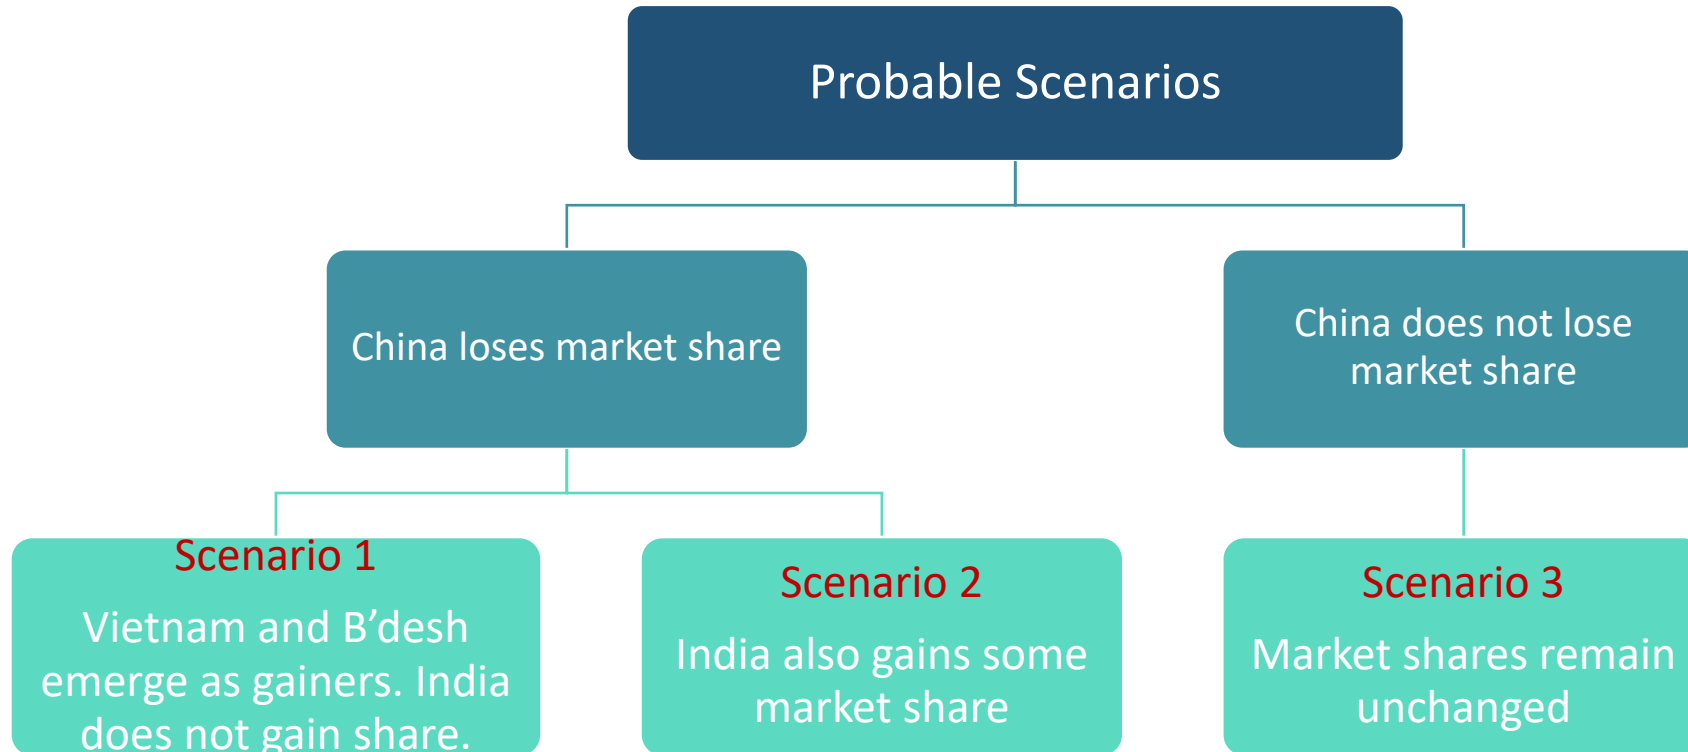 Probable Scenarios
China loses market share
China does not lose
market share
Scenario 1
Vietnam and B’desh
emerge as gainers. India
does not gain share.
Scenario 2
India also gains some
market share
Scenario 3
Market shares remain
unchanged